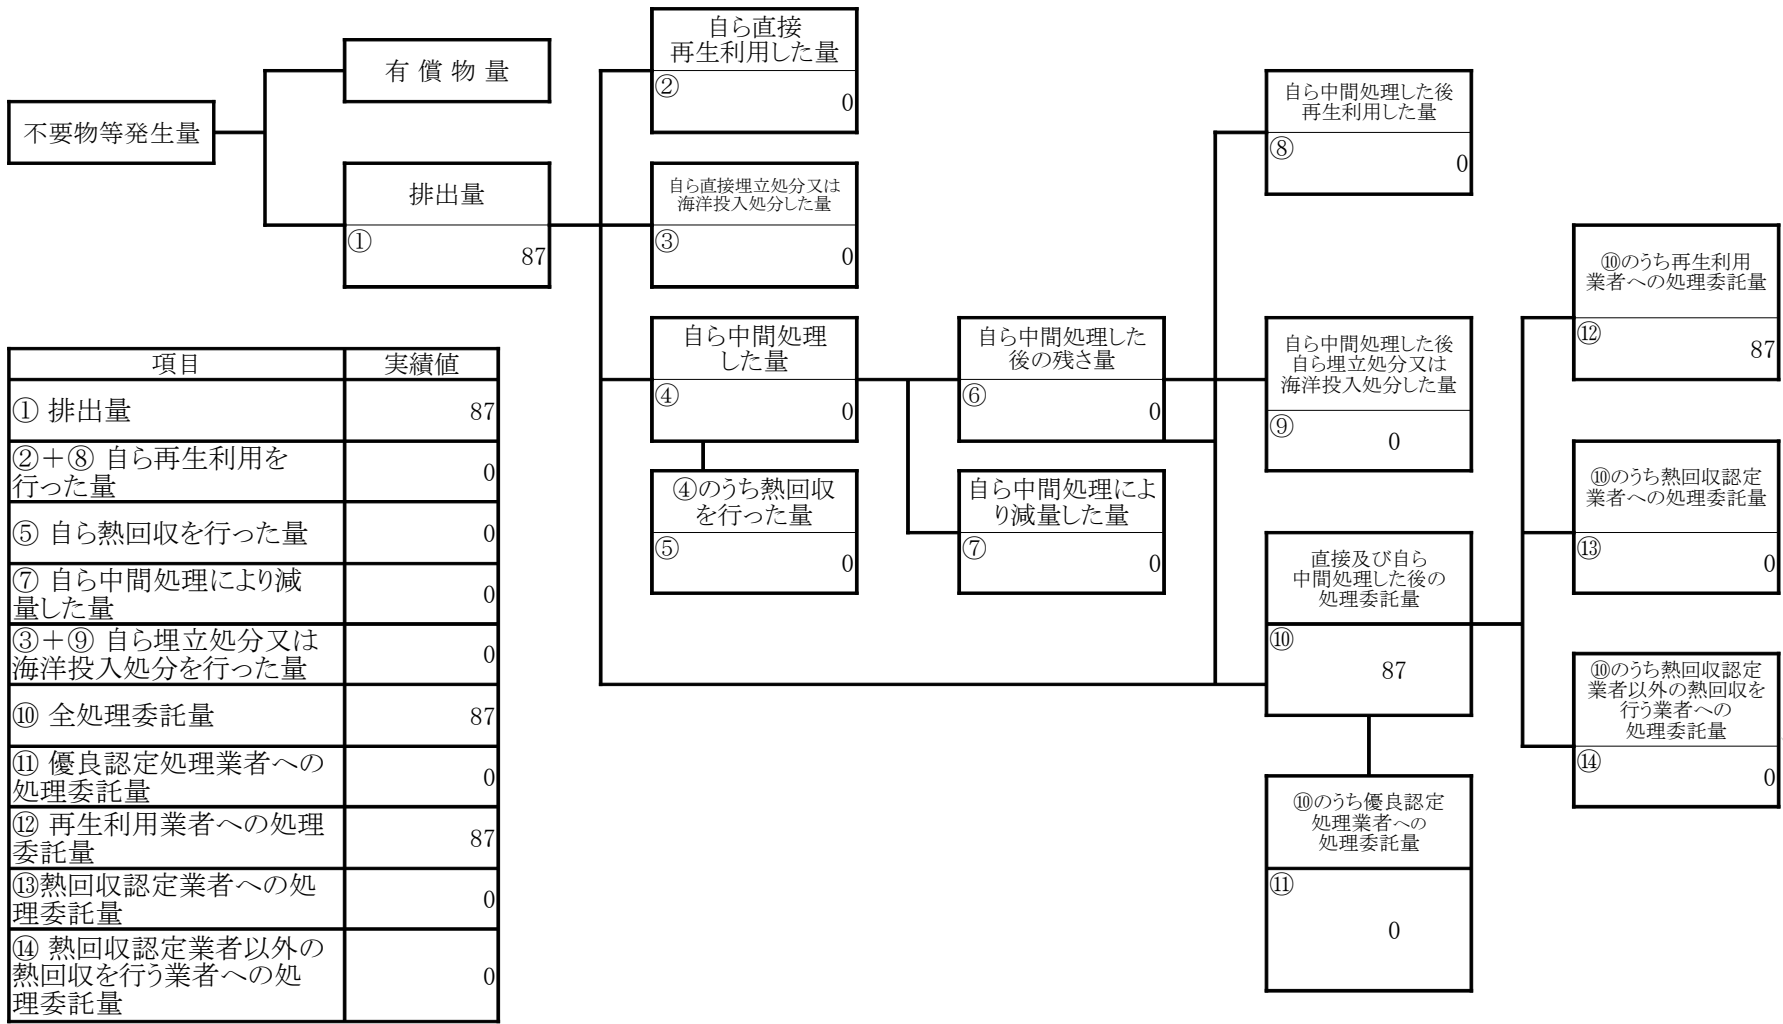 不要物等発生量
有 償 物 量
排出量
①
87
自ら直接
再生利用した量
②
0
自ら直接埋立処分又は
海洋投入処分した量
③
0
自ら中間処理
した量
④
0
④のうち熱回収
を行った量
⑤
0
自ら中間処理した
後の残さ量
⑥
0
自ら中間処理によ
り減量した量
⑦
0
自ら中間処理した後
再生利用した量
⑧
0
自ら中間処理した後
自ら埋立処分又は
海洋投入処分した量
⑨
0
直接及び自ら
中間処理した後の
処理委託量
⑩
87
⑩のうち優良認定
処理業者への
処理委託量
⑪
0
⑩のうち再生利用
業者への処理委託量
⑫
87
⑩のうち熱回収認定
業者への処理委託量
⑬
0
⑩のうち熱回収認定
業者以外の熱回収を
行う業者への
処理委託量
⑭
0
項目 実績値
① 排出量 87
②＋⑧ 自ら再生利用を
行った量 0
⑤ 自ら熱回収を行った量 0
⑦ 自ら中間処理により減
量した量 0
③＋⑨ 自ら埋立処分又は
海洋投入処分を行った量 0
⑩ 全処理委託量 87
⑪ 優良認定処理業者への
処理委託量 0
⑫ 再生利用業者への処理
委託量 87
⑬熱回収認定業者への処
理委託量 0
⑭ 熱回収認定業者以外の
熱回収を行う業者への処
理委託量 0